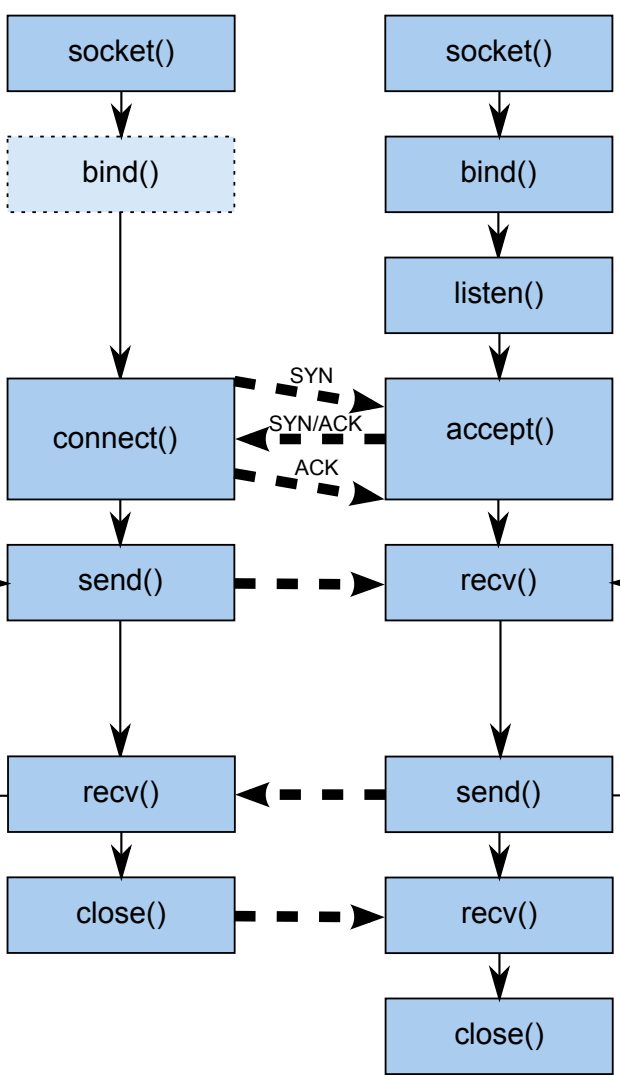 socket()
socket()
bind()
bind()
listen()
SYN
connect()
SYN/ACK
accept()
ACK
send()
recv()
recv()
send()
close()
recv()
close()